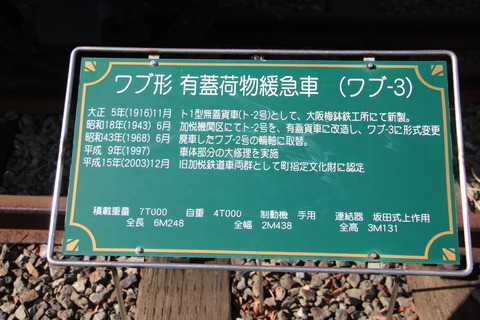 ワブ形 有蓋荷物緩急車 （ワブ-3）
大正 5年(1916)11月 ト1型無蓋貨車(ト-2号)として、大阪梅鉢鉄工所にて新製。
昭和18年(1943) 6月 加悦機関区にてト-2号を、有蓋貨車に改造し、ワブ-3に形式変更
昭和43年(1968) 6月 廃車したワブ-2号の輪軸に取替。
平成 9年(1997) 車体部分の大修理を実施
平成15年(2003)12月 旧加悦鉄道車両群として町指定文化財に認定
積載重量 7T000 自重 4T000 制動機 手用 連結器 坂田式上作用
全長 6M248 全幅 2M438 全高 3M131